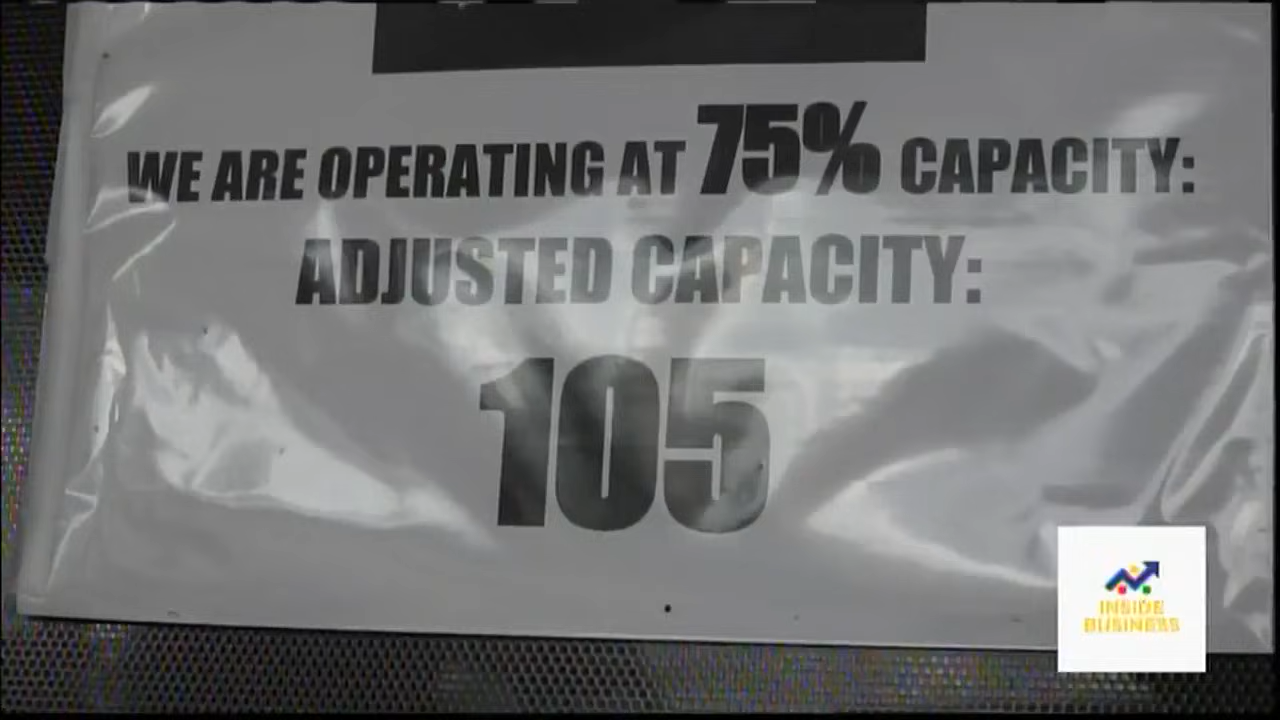 WE ARE OPERATING AT 75% CAPACITY:
ADJUSTED CAPACITY:
105
INSIDE
BUSINESS